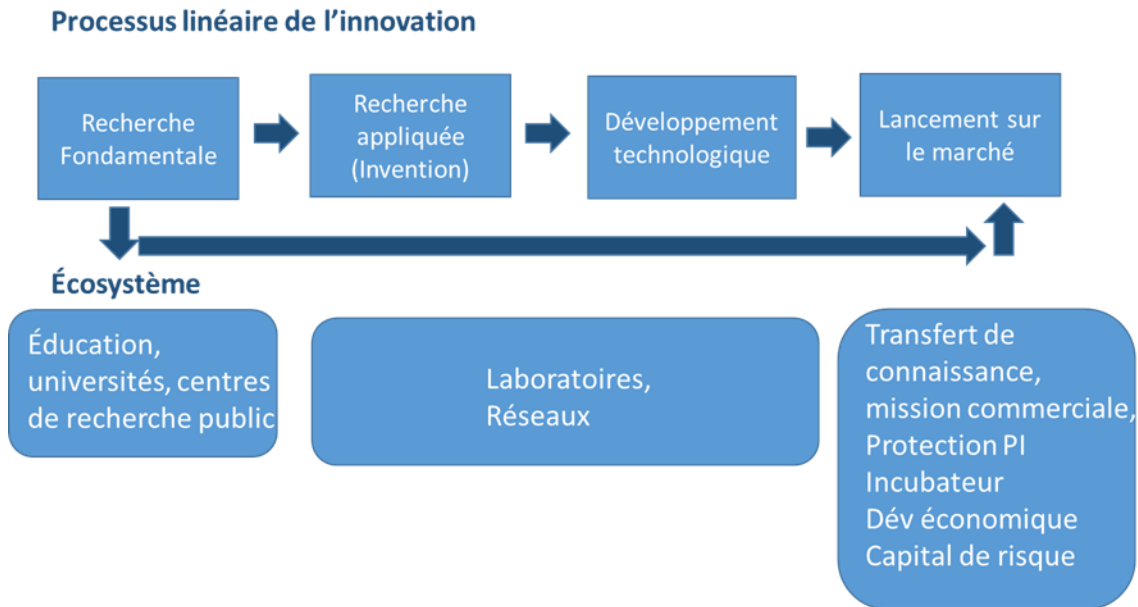 Processus linéaire de l'innovation
Recherche
Fondamentale
Recherche
appliquée
(Invention)
Développement
technologique
Lancement sur
le marché
Écosystème
Éducation,
universités, centres
de recherche public
Laboratoires,
Réseaux
Transfert de
connaissance,
mission commerciale,
Protection PI
Incubateur
Dév économique
Capital de risque